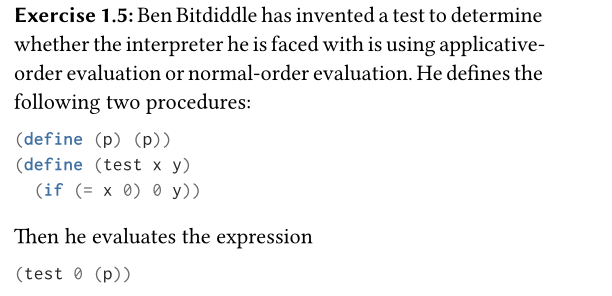 Exercise 1.5: Ben Bitdiddle has invented a test to determine
whether the interpreter he is faced with is using applicative-
order evaluation or normal-order evaluation. He defines the
following two procedures:
(define (p) (p))
(define (test x y)
  (if (= x 0) 0 y))
Then he evaluates the expression
(test 0 (p))